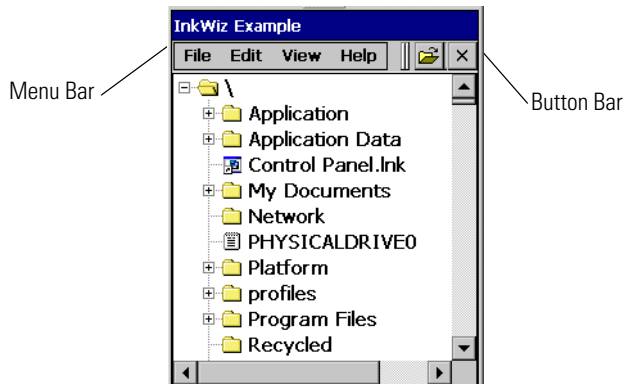 InkWiz Example
File Edit View Help
Menu Bar
Button Bar
\
Application
Application Data
Control Panel.lnk
My Documents
Network
PHYSICALDRIVE0
Platform
profiles
Program Files
Recycled